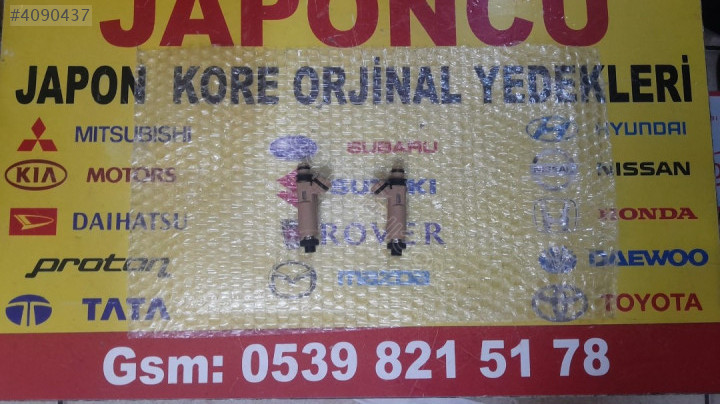 #4090437
JAPONCU
JAPON KORE ORJİNAL YEDEKLERİ
MITSUBISHI
SUBARU
HYUNDAI
KIA MOTORS
SUZUKI
NISSAN
DAIHATSU
ROVER
HONDA
proton
mazda
DAEWOO
TATA
TOYOTA
Gsm: 0539 821 51 78